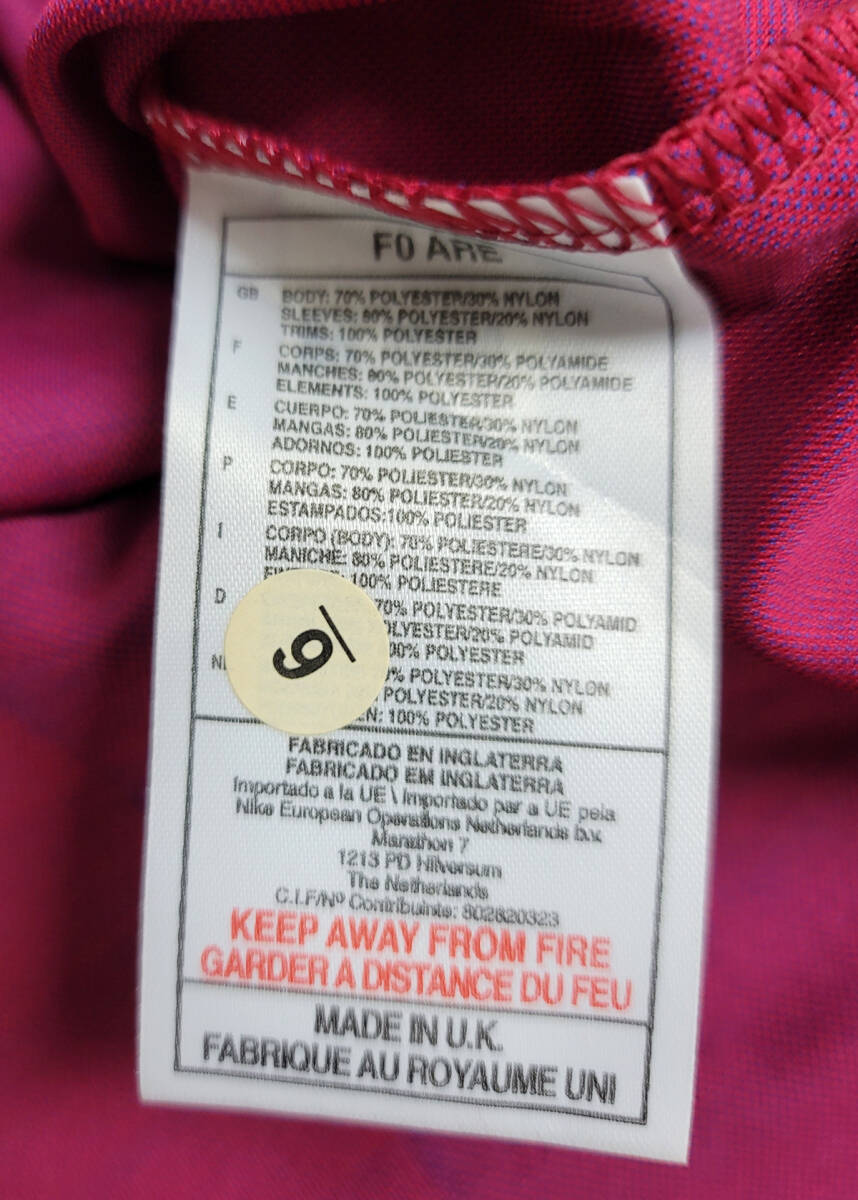 F0 ARE
GB BODY: 70% POLYESTER/30% NYLON
SLEEVES: 80% POLYESTER/20% NYLON
TRIMS: 100% POLYESTER
F CORPS: 70% POLYESTER/30% POLYAMIDE
MANCHES: 80% POLYESTER/20% POLYAMIDE
ELEMENTS: 100% POLYESTER
E CUERPO: 70% POLIESTER/30% NYLON
MANGAS: 80% POLIESTER/20% NYLON
ADORNOS: 100% POLIESTER
P CORPO: 70% POLIESTER/30% NYLON
MANGAS: 80% POLIESTER/20% NYLON
ESTAMPADOS:100% POLIESTER
I CORPO (BODY): 70% POLIESTERE/30% NYLON
MANICHE: 80% POLIESTERE/20% NYLON
100% POLIESTERE
D 70% POLYESTER/30% POLYAMID
POLYESTER/20% POLYAMID
100% POLYESTER
POLYESTER/30% NYLON
POLYESTER/20% NYLON
100% POLYESTER
9/
FABRICADO EN INGLATERRA
FABRICADO EM INGLATERRA
Importado a la UE \ Importado par a UE pela
Nike European Operations Netherlands b.v.
Marathon 7
1213 PD Hilversum
The Netherlands
C.I.F/Nº Contribuinte: 802820323
KEEP AWAY FROM FIRE
GARDER A DISTANCE DU FEU
MADE IN U.K.
FABRIQUE AU ROYAUME UNI